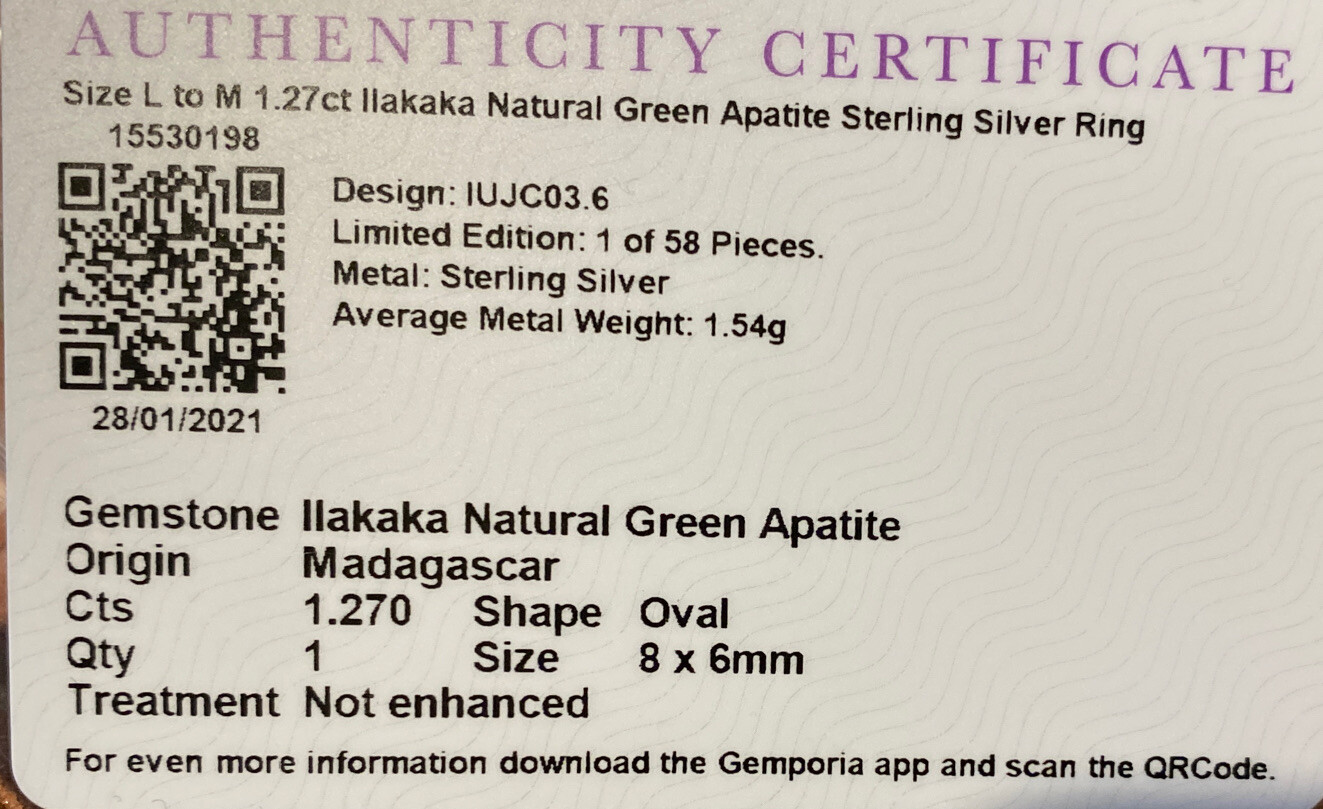 AUTHENTICITY CERTIFICATE
Size L to M 1.27ct Ilakaka Natural Green Apatite Sterling Silver Ring
15530198
Design: IUJC03.6
Limited Edition: 1 of 58 Pieces.
Metal: Sterling Silver
Average Metal Weight: 1.54g
28/01/2021
Gemstone Ilakaka Natural Green Apatite
Origin Madagascar
Cts 1.270 Shape Oval
Qty 1 Size 8 x 6mm
Treatment Not enhanced
For even more information download the Gemporia app and scan the QRCode.